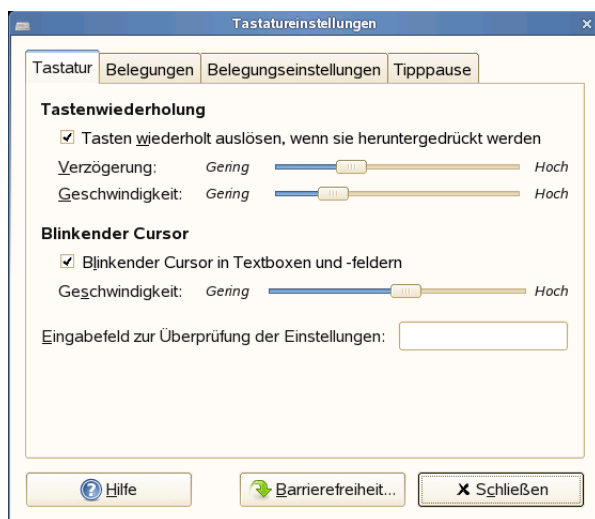 Tastatureinstellungen
Tastatur Belegungen Belegungseinstellungen Tipppause
Tastenwiederholung
Tasten wiederholt auslösen, wenn sie heruntergedrückt werden
Verzögerung: Gering Hoch
Geschwindigkeit: Gering Hoch
Blinkender Cursor
Blinkender Cursor in Textboxen und -feldern
Geschwindigkeit: Gering Hoch
Eingabefeld zur Überprüfung der Einstellungen:
Hilfe Barrierefreiheit... Schließen